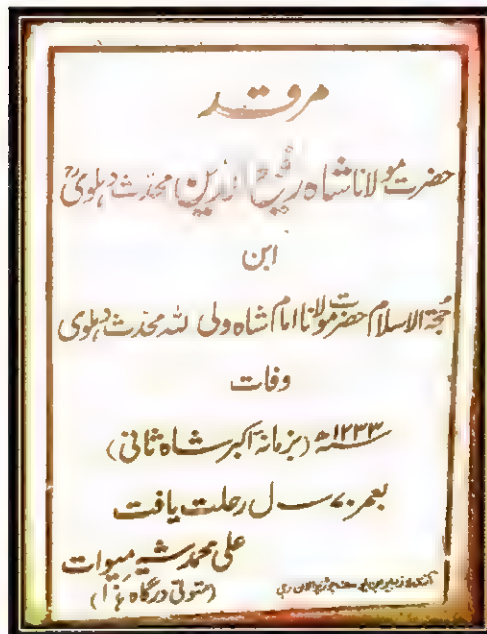 مرقد
حضرت مولانا شاہ رفیع الدین محدث دہلویؒ
ابن
حجۃ الاسلام حضرت مولانا امام شاہ ولی اللہ محدث دہلوی
وفات
۱۲۳۳ھ (بزمانہ اکبر شاہ ثانی)
بعمر ۷۰ سال رحلت یافت
علی محمد شیر میوات
(متولی درگاہ ہٰذا)